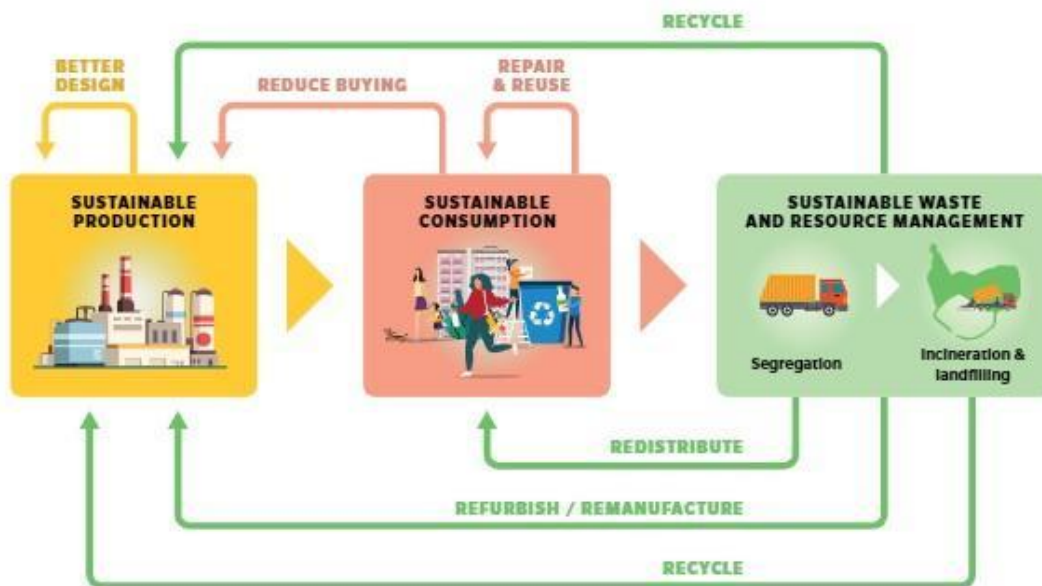 RECYCLE
BETTER
DESIGN
REDUCE BUYING
REPAIR
& REUSE
SUSTAINABLE
PRODUCTION
SUSTAINABLE
CONSUMPTION
SUSTAINABLE WASTE
AND RESOURCE MANAGEMENT
Segregation
Incineration &
landfilling
REDISTRIBUTE
REFURBISH / REMANUFACTURE
RECYCLE